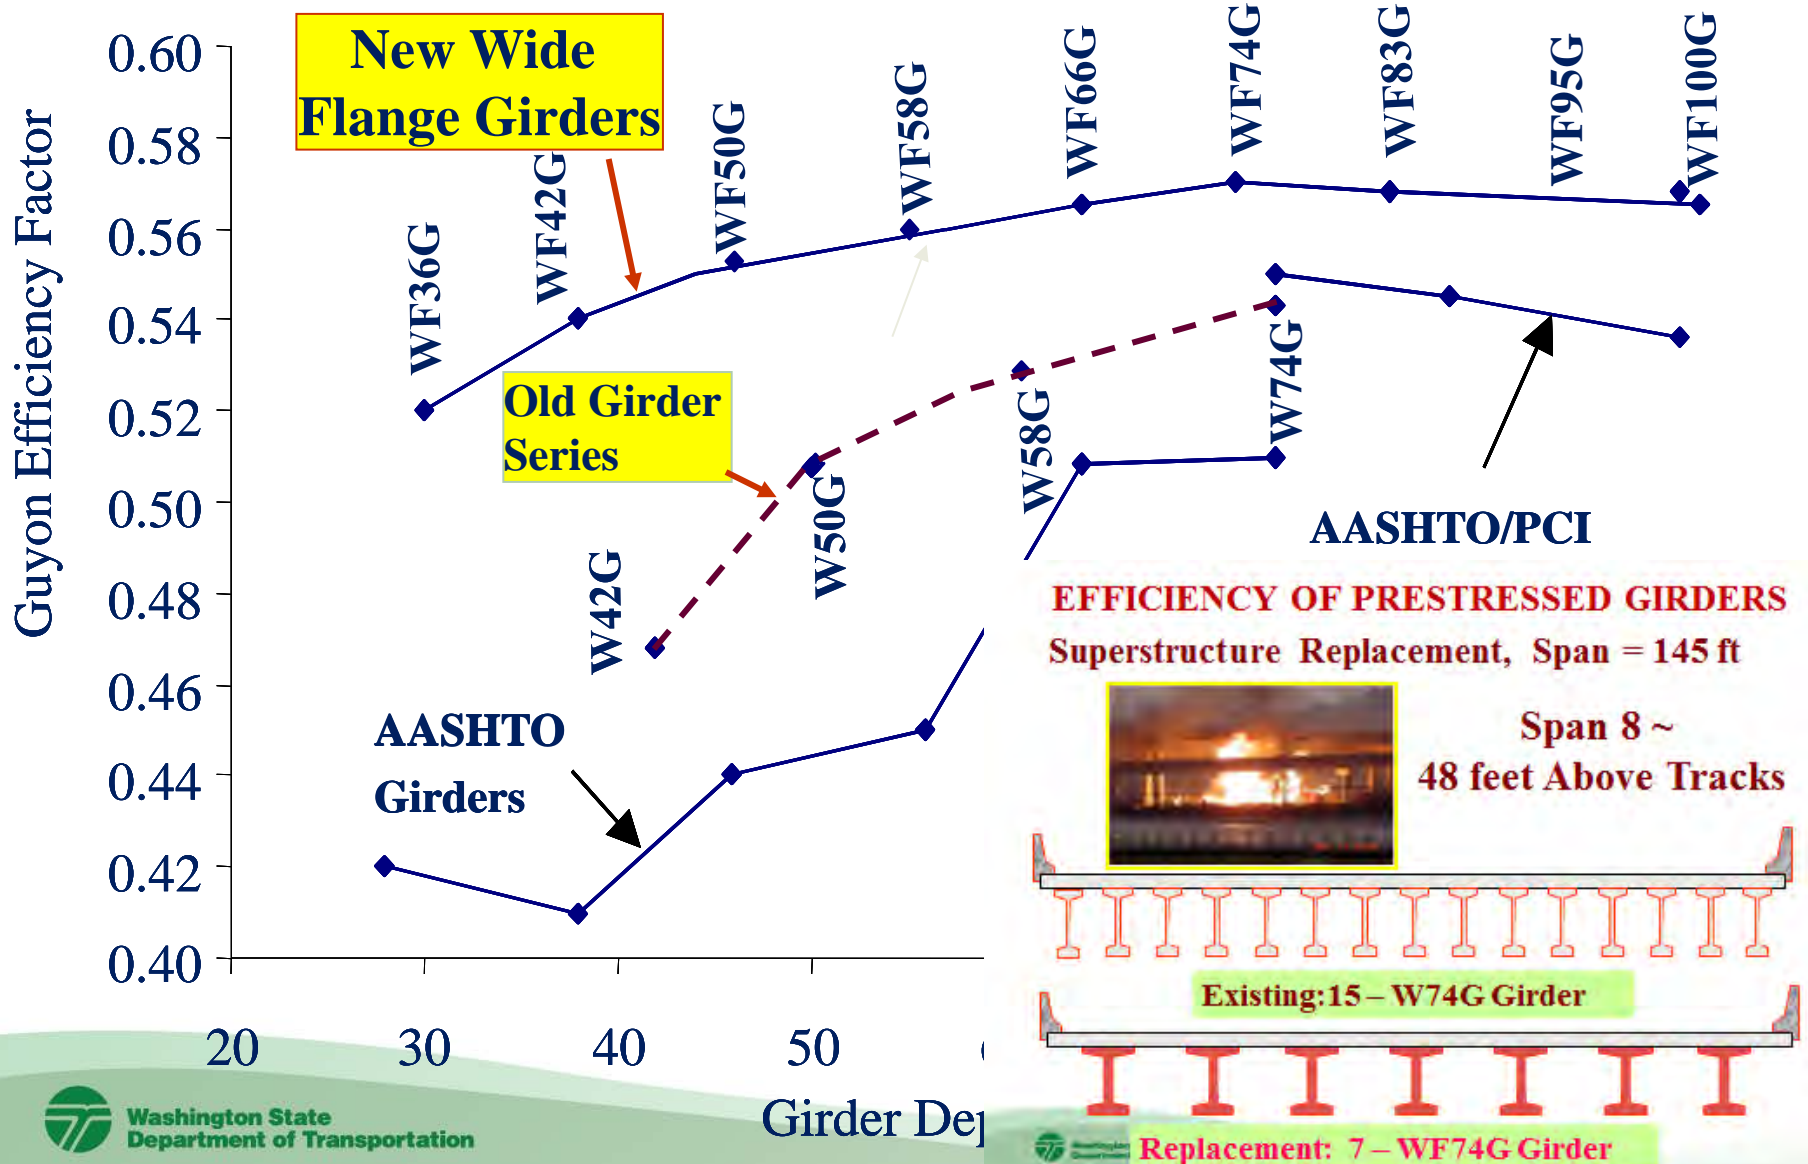 New Wide
Flange Girders
Guyon Efficiency Factor
0.60
0.58
0.56
0.54
0.52
0.50
0.48
0.46
0.44
0.42
0.40
WF36G
WF42G
WF50G
WF58G
WF66G
WF74G
WF83G
WF95G
WF100G
Old Girder
Series
W42G
W50G
W58G
W74G
AASHTO/PCI
AASHTO
Girders
20
30
40
50
Girder Dep
Washington State
Department of Transportation
EFFICIENCY OF PRESTRESSED GIRDERS
Superstructure Replacement, Span = 145 ft
Span 8 ~
48 feet Above Tracks
Existing:15 – W74G Girder
Washington
Replacement: 7 – WF74G Girder